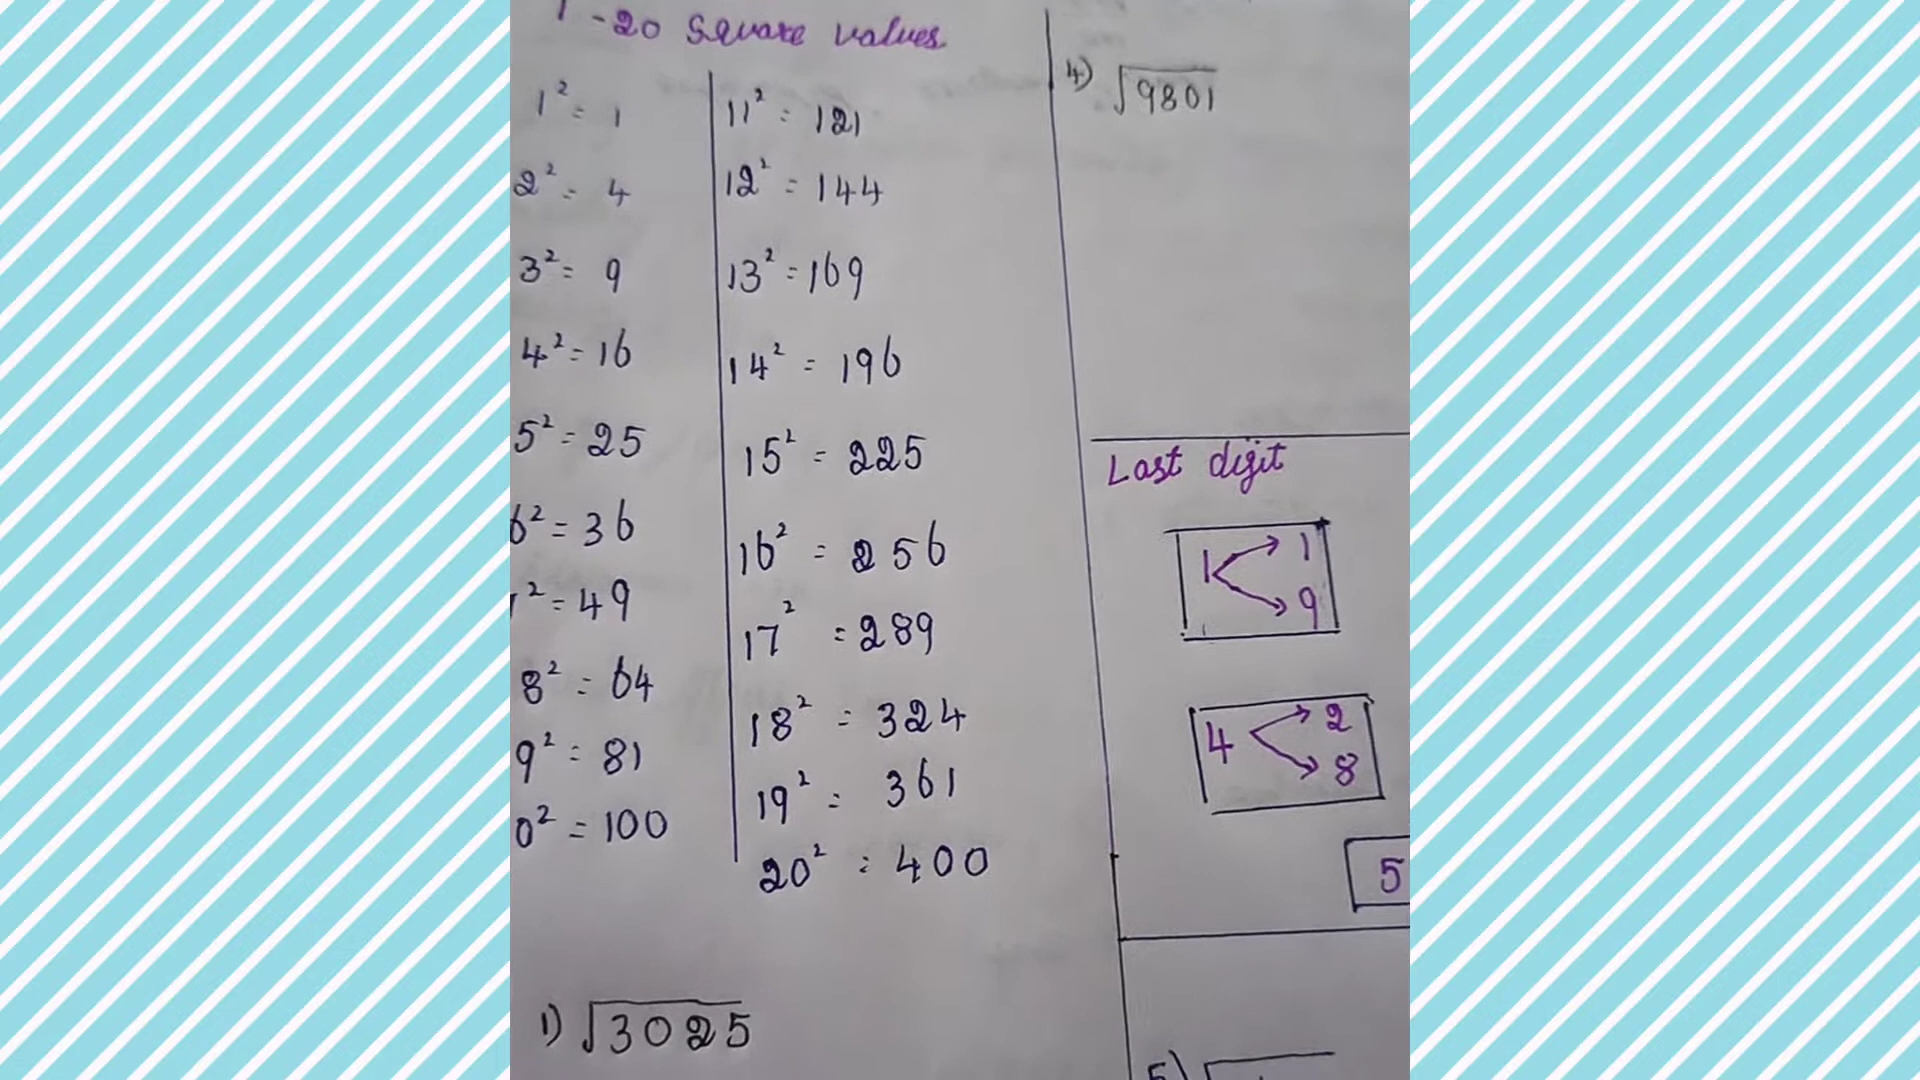 1 - 20 Square values
1² = 1
2² = 4
3² = 9
4² = 16
5² = 25
6² = 36
² = 49
8² = 64
9² = 81
0² = 100
11² = 121
12² = 144
13² = 169
14² = 196
15² = 225
16² = 256
17² = 289
18² = 324
19² = 361
20² = 400
1) √3025
4) √9801
Last digit
1 → 1
→ 9
4 → 2
→ 8
5
5) √